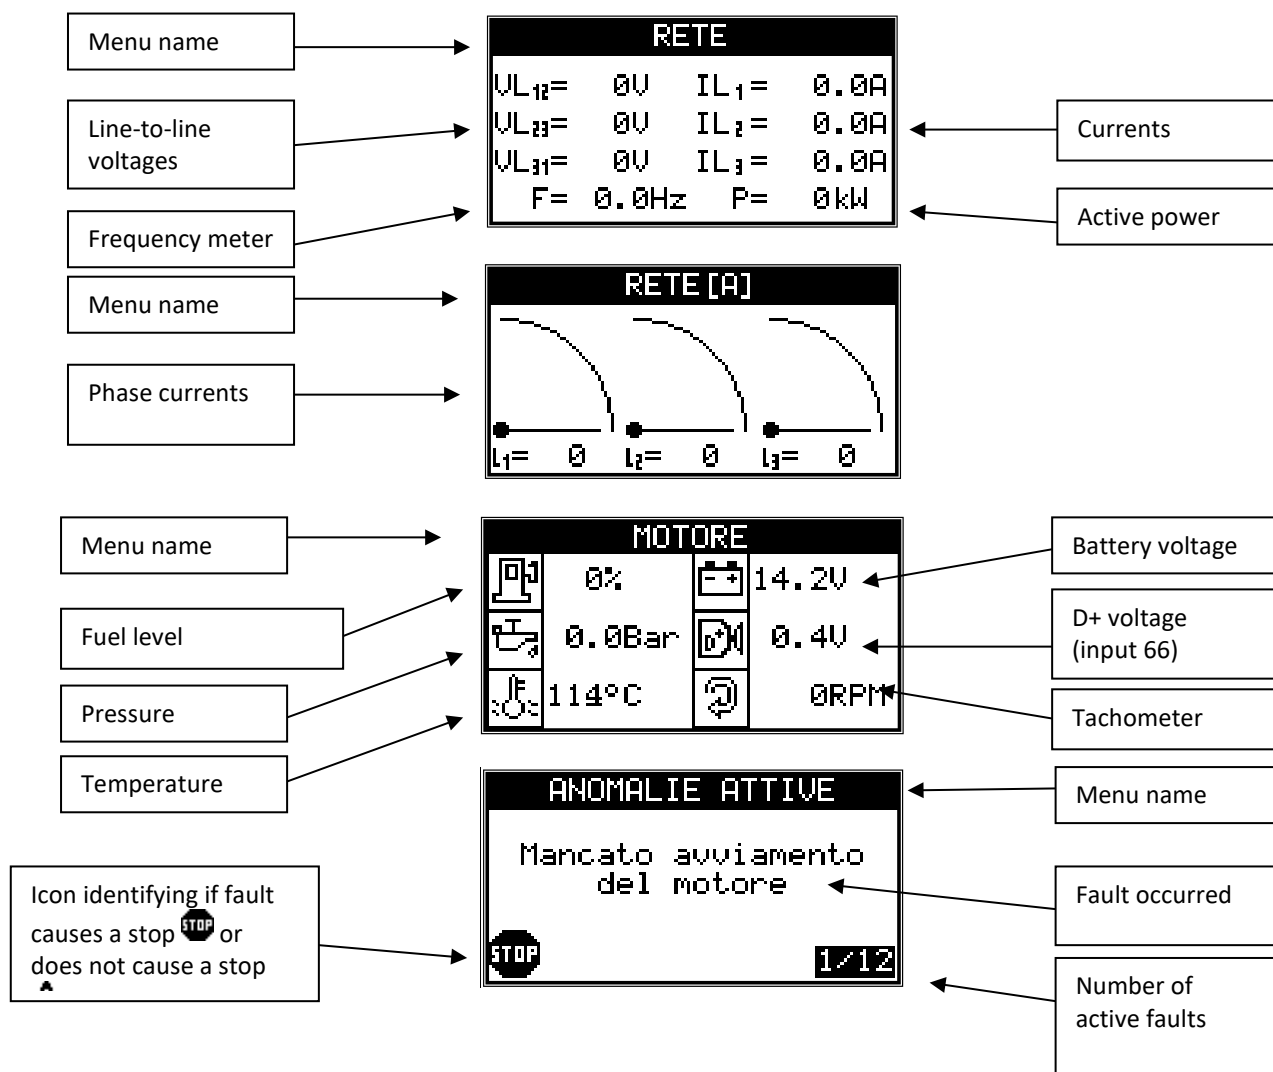 Menu name
Line-to-line
voltages
Frequency meter
RETE
VL12= 0V IL1= 0.0A
VL23= 0V IL2= 0.0A
VL31= 0V IL3= 0.0A
F= 0.0Hz P= 0kW
Currents
Active power
Menu name
Phase currents
RETE[A]
L1= 0 L2= 0 L3= 0
Menu name
Fuel level
Pressure
Temperature
MOTORE
0% - + 14.2V
0.0Bar D+ 0.4V
114°C 0RPM
Battery voltage
D+ voltage
(input 66)
Tachometer
Icon identifying if fault
causes a stop STOP or
does not cause a stop
ANOMALIE ATTIVE
Mancato avviamento
del motore
STOP 1/12
Menu name
Fault occurred
Number of
active faults